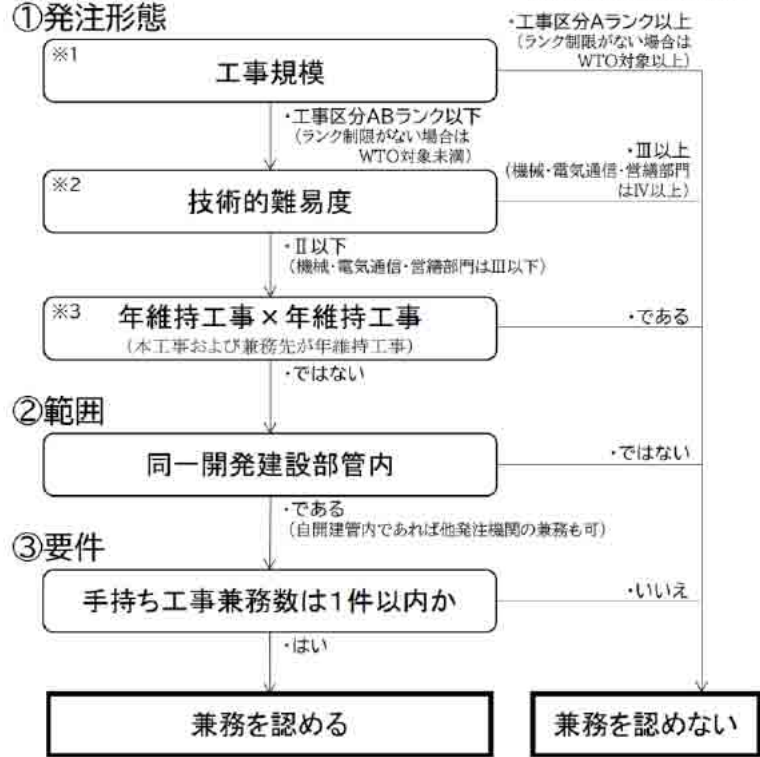 ①発注形態
・工事区分Aランク以上
(ランク制限がない場合は
WTO対象以上)
※1
工事規模
・工事区分ABランク以下
(ランク制限がない場合は
WTO対象未満)
・Ⅲ以上
(機械・電気通信・営繕部門
はⅣ以上)
※2
技術的難易度
・Ⅱ以下
(機械・電気通信・営繕部門はⅢ以下)
※3
年維持工事×年維持工事
(本工事および兼務先が年維持工事)
・である
・ではない
②範囲
同一開発建設部管内
・ではない
・である
(自開建管内であれば他発注機関の兼務も可)
③要件
手持ち工事兼務数は1件以内か
・いいえ
・はい
兼務を認める
兼務を認めない